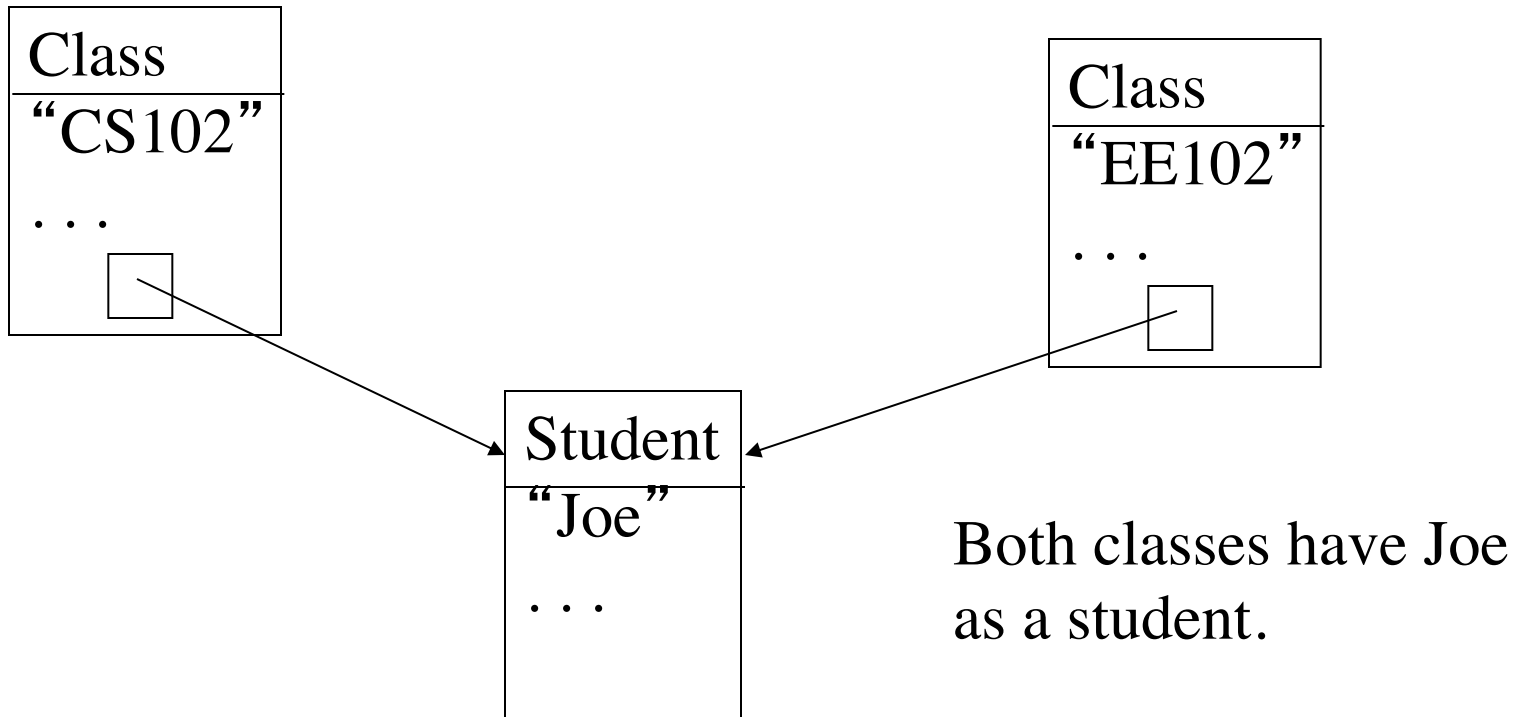 Class
“CS102”
. . .
Class
“EE102”
. . .
Student
“Joe”
. . .
Both classes have Joe
as a student.